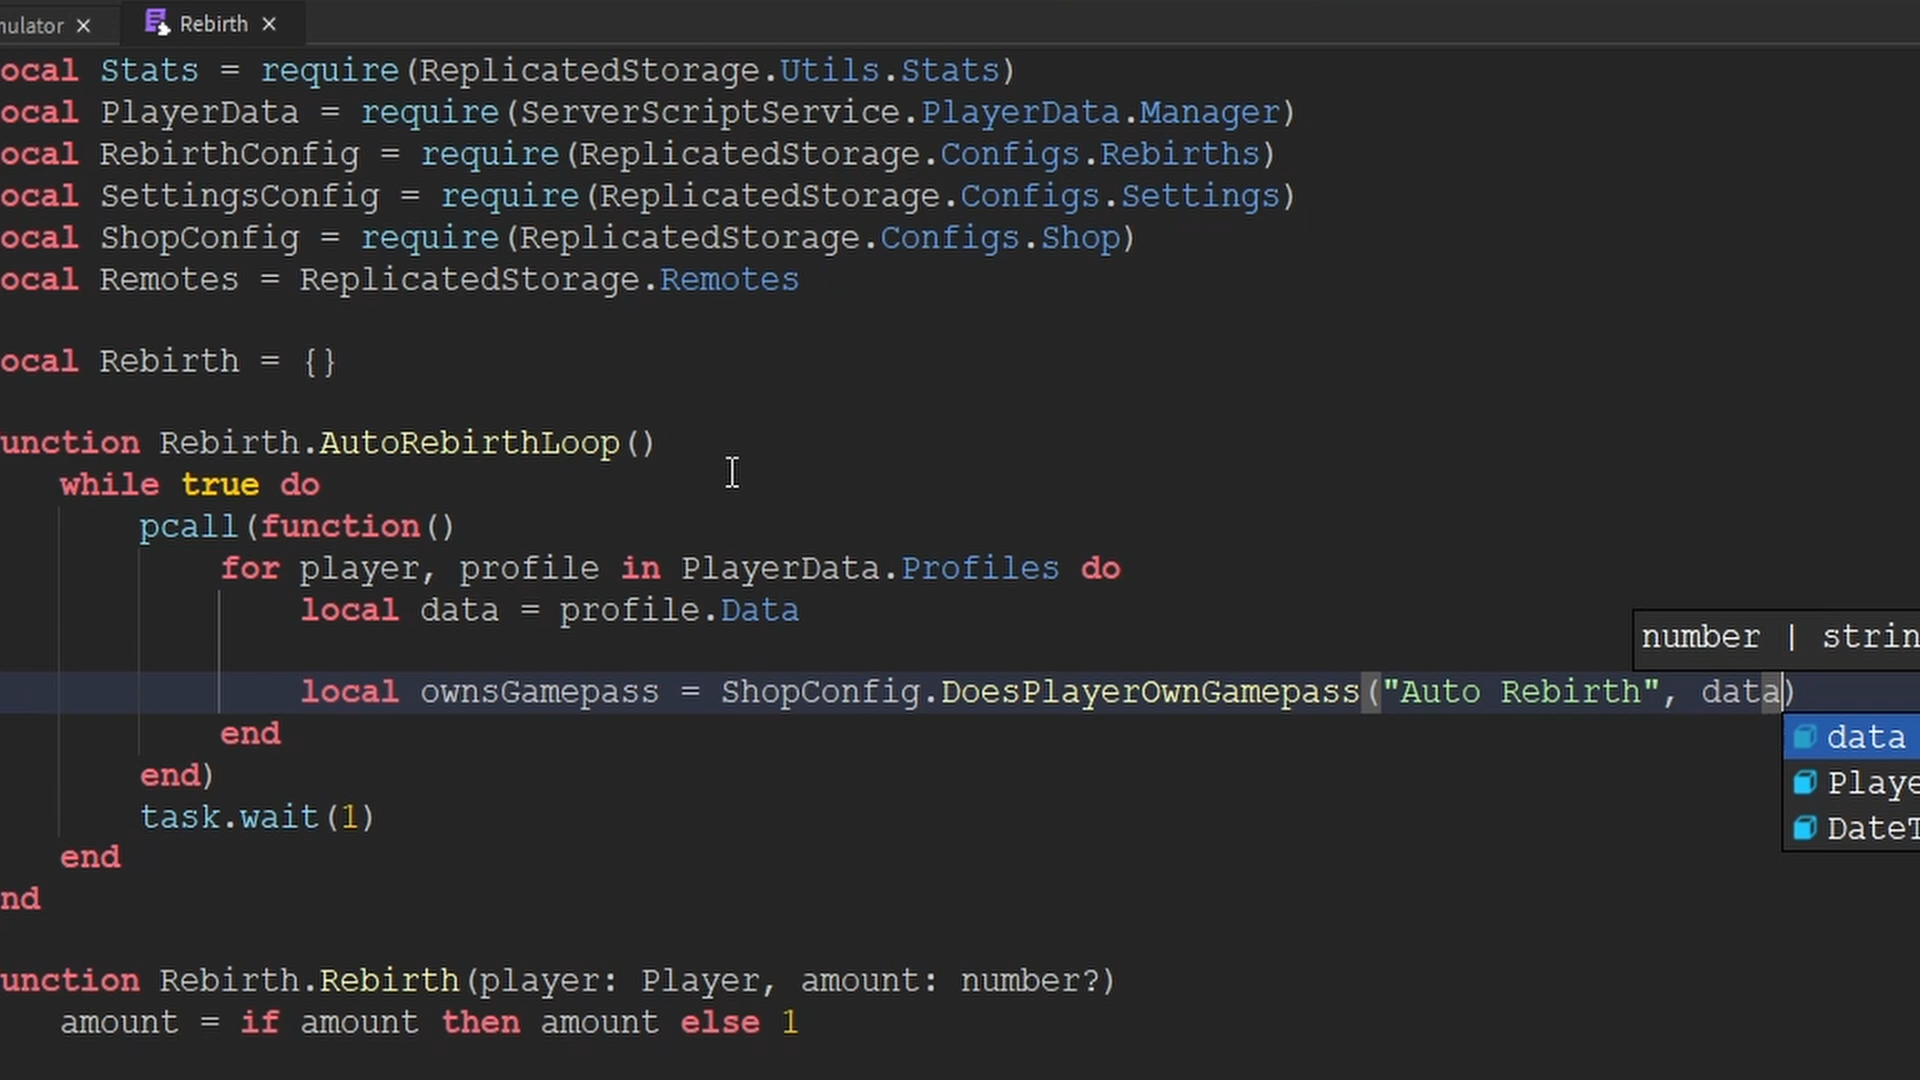 nulator ×
Rebirth ×
ocal Stats = require(ReplicatedStorage.Utils.Stats)
ocal PlayerData = require(ServerScriptService.PlayerData.Manager)
ocal RebirthConfig = require(ReplicatedStorage.Configs.Rebirths)
ocal SettingsConfig = require(ReplicatedStorage.Configs.Settings)
ocal ShopConfig = require(ReplicatedStorage.Configs.Shop)
ocal Remotes = ReplicatedStorage.Remotes
ocal Rebirth = {}
unction Rebirth.AutoRebirthLoop()
while true do
pcall(function()
for player, profile in PlayerData.Profiles do
local data = profile.Data
number | strin
local ownsGamepass = ShopConfig.DoesPlayerOwnGamepass("Auto Rebirth", data)
end
data
end)
Playe
task.wait(1)
DateT
end
nd
unction Rebirth.Rebirth(player: Player, amount: number?)
amount = if amount then amount else 1